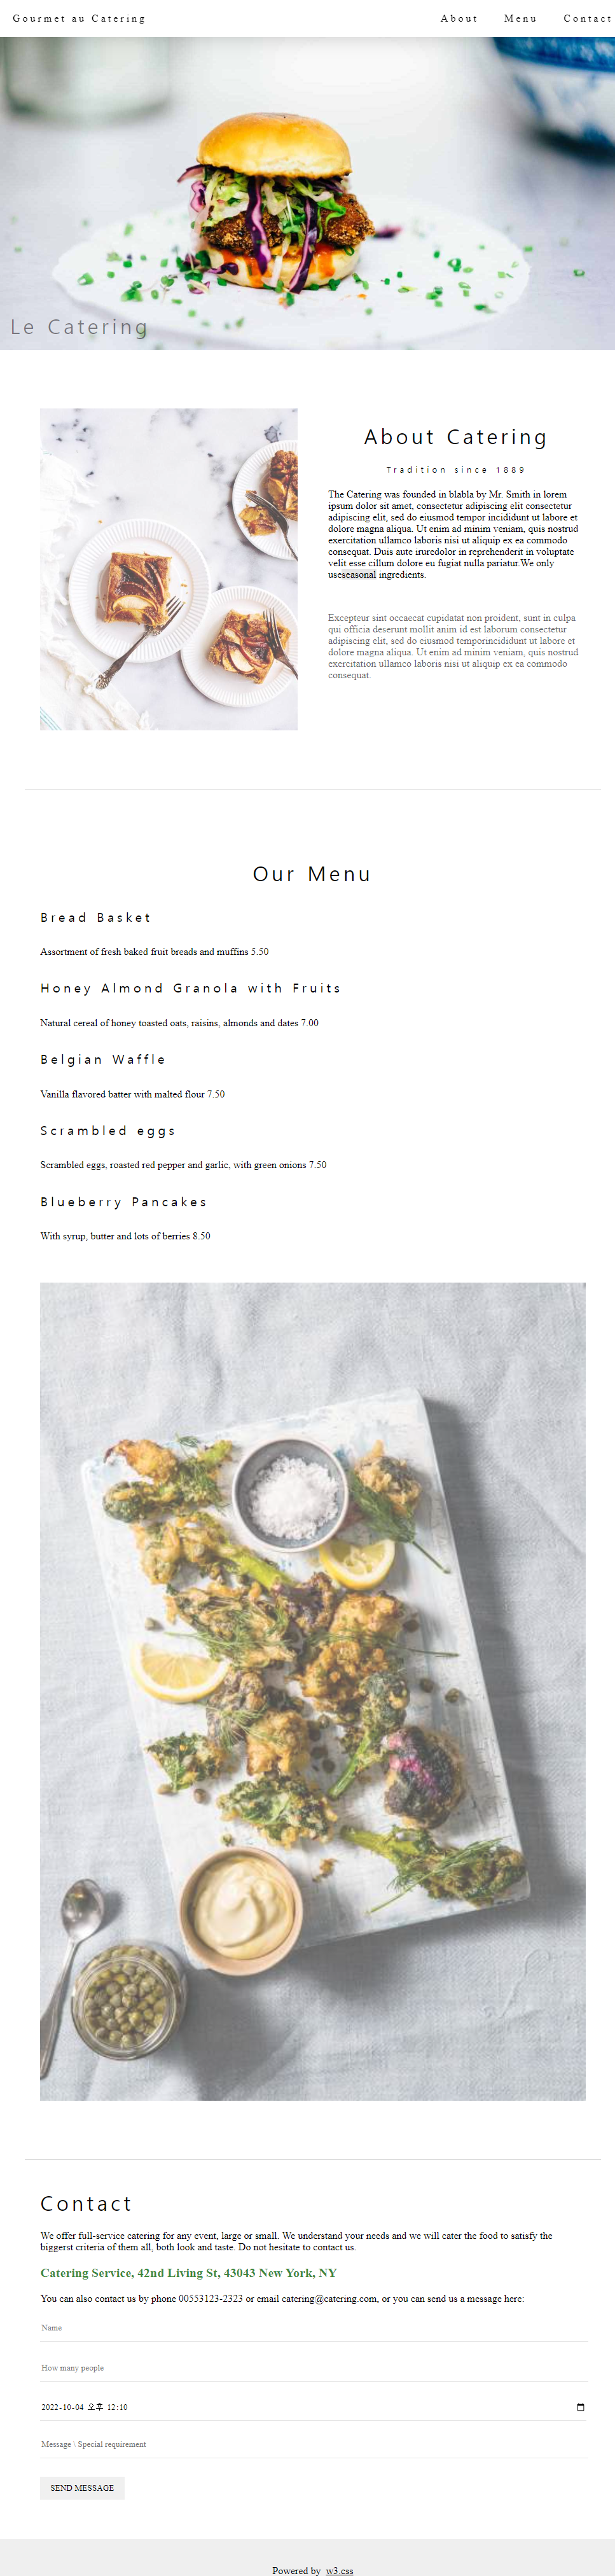 Gourmet au Catering
About Menu Contact
Le Catering
About Catering
Tradition since 1889
The Catering was founded in blabla by Mr. Smith in lorem
ipsum dolor sit amet, consectetur adipiscing elit consectetur
adipiscing elit, sed do eiusmod tempor incididunt ut labore et
dolore magna aliqua. Ut enim ad minim veniam, quis nostrud
exercitation ullamco laboris nisi ut aliquip ex ea commodo
consequat. Duis aute iruredolor in reprehenderit in voluptate
velit esse cillum dolore eu fugiat nulla pariatur.We only
useseasonal ingredients.
Excepteur sint occaecat cupidatat non proident, sunt in culpa
qui officia deserunt mollit anim id est laborum consectetur
adipiscing elit, sed do eiusmod temporincididunt ut labore et
dolore magna aliqua. Ut enim ad minim veniam, quis nostrud
exercitation ullamco laboris nisi ut aliquip ex ea commodo
consequat.
Our Menu
Bread Basket
Assortment of fresh baked fruit breads and muffins 5.50
Honey Almond Granola with Fruits
Natural cereal of honey toasted oats, raisins, almonds and dates 7.00
Belgian Waffle
Vanilla flavored batter with malted flour 7.50
Scrambled eggs
Scrambled eggs, roasted red pepper and garlic, with green onions 7.50
Blueberry Pancakes
With syrup, butter and lots of berries 8.50
Contact
We offer full-service catering for any event, large or small. We understand your needs and we will cater the food to satisfy the
biggerst criteria of them all, both look and taste. Do not hesitate to contact us.
Catering Service, 42nd Living St, 43043 New York, NY
You can also contact us by phone 00553123-2323 or email catering@catering.com, or you can send us a message here:
Name
How many people
2022-10-04 오후 12:10
Message \ Special requirement
SEND MESSAGE
Powered by w3.css